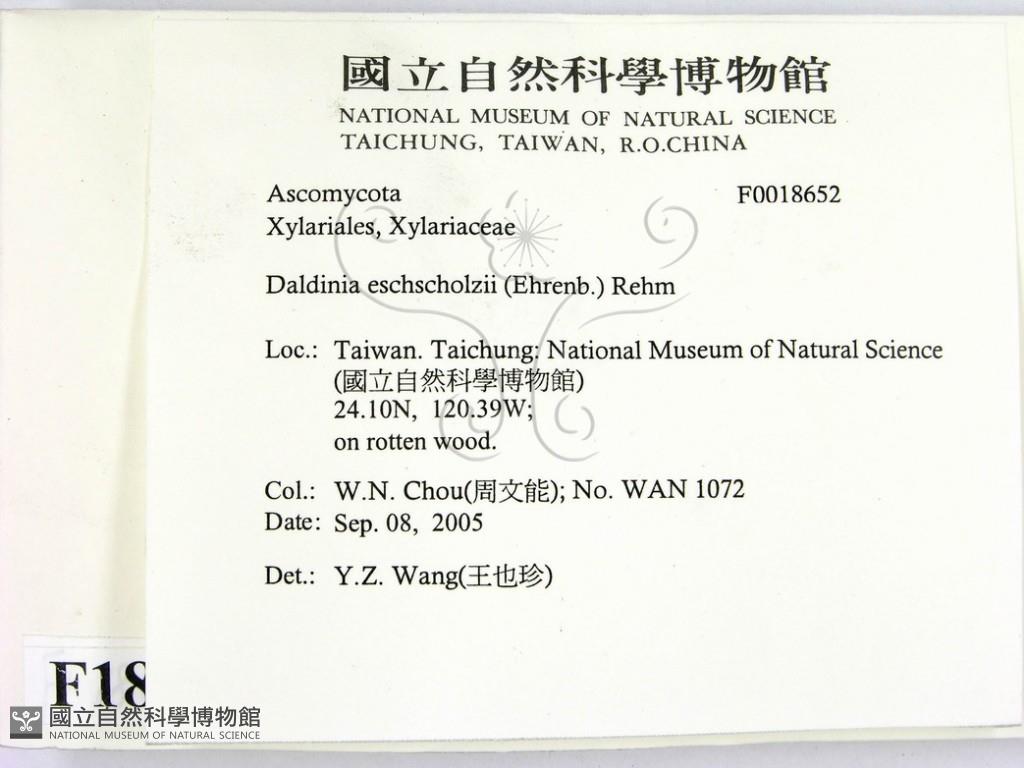 國立自然科學博物館
NATIONAL MUSEUM OF NATURAL SCIENCE
TAICHUNG, TAIWAN, R.O.CHINA
Ascomycota F0018652
Xylariales, Xylariaceae
Daldinia eschscholzii (Ehrenb.) Rehm
Loc.: Taiwan. Taichung: National Museum of Natural Science
(國立自然科學博物館)
24.10N, 120.39W;
on rotten wood.
Col.: W.N. Chou(周文能); No. WAN 1072
Date: Sep. 08, 2005
Det.: Y.Z. Wang(王也珍)
F18
國立自然科學博物館
NATIONAL MUSEUM OF NATURAL SCIENCE